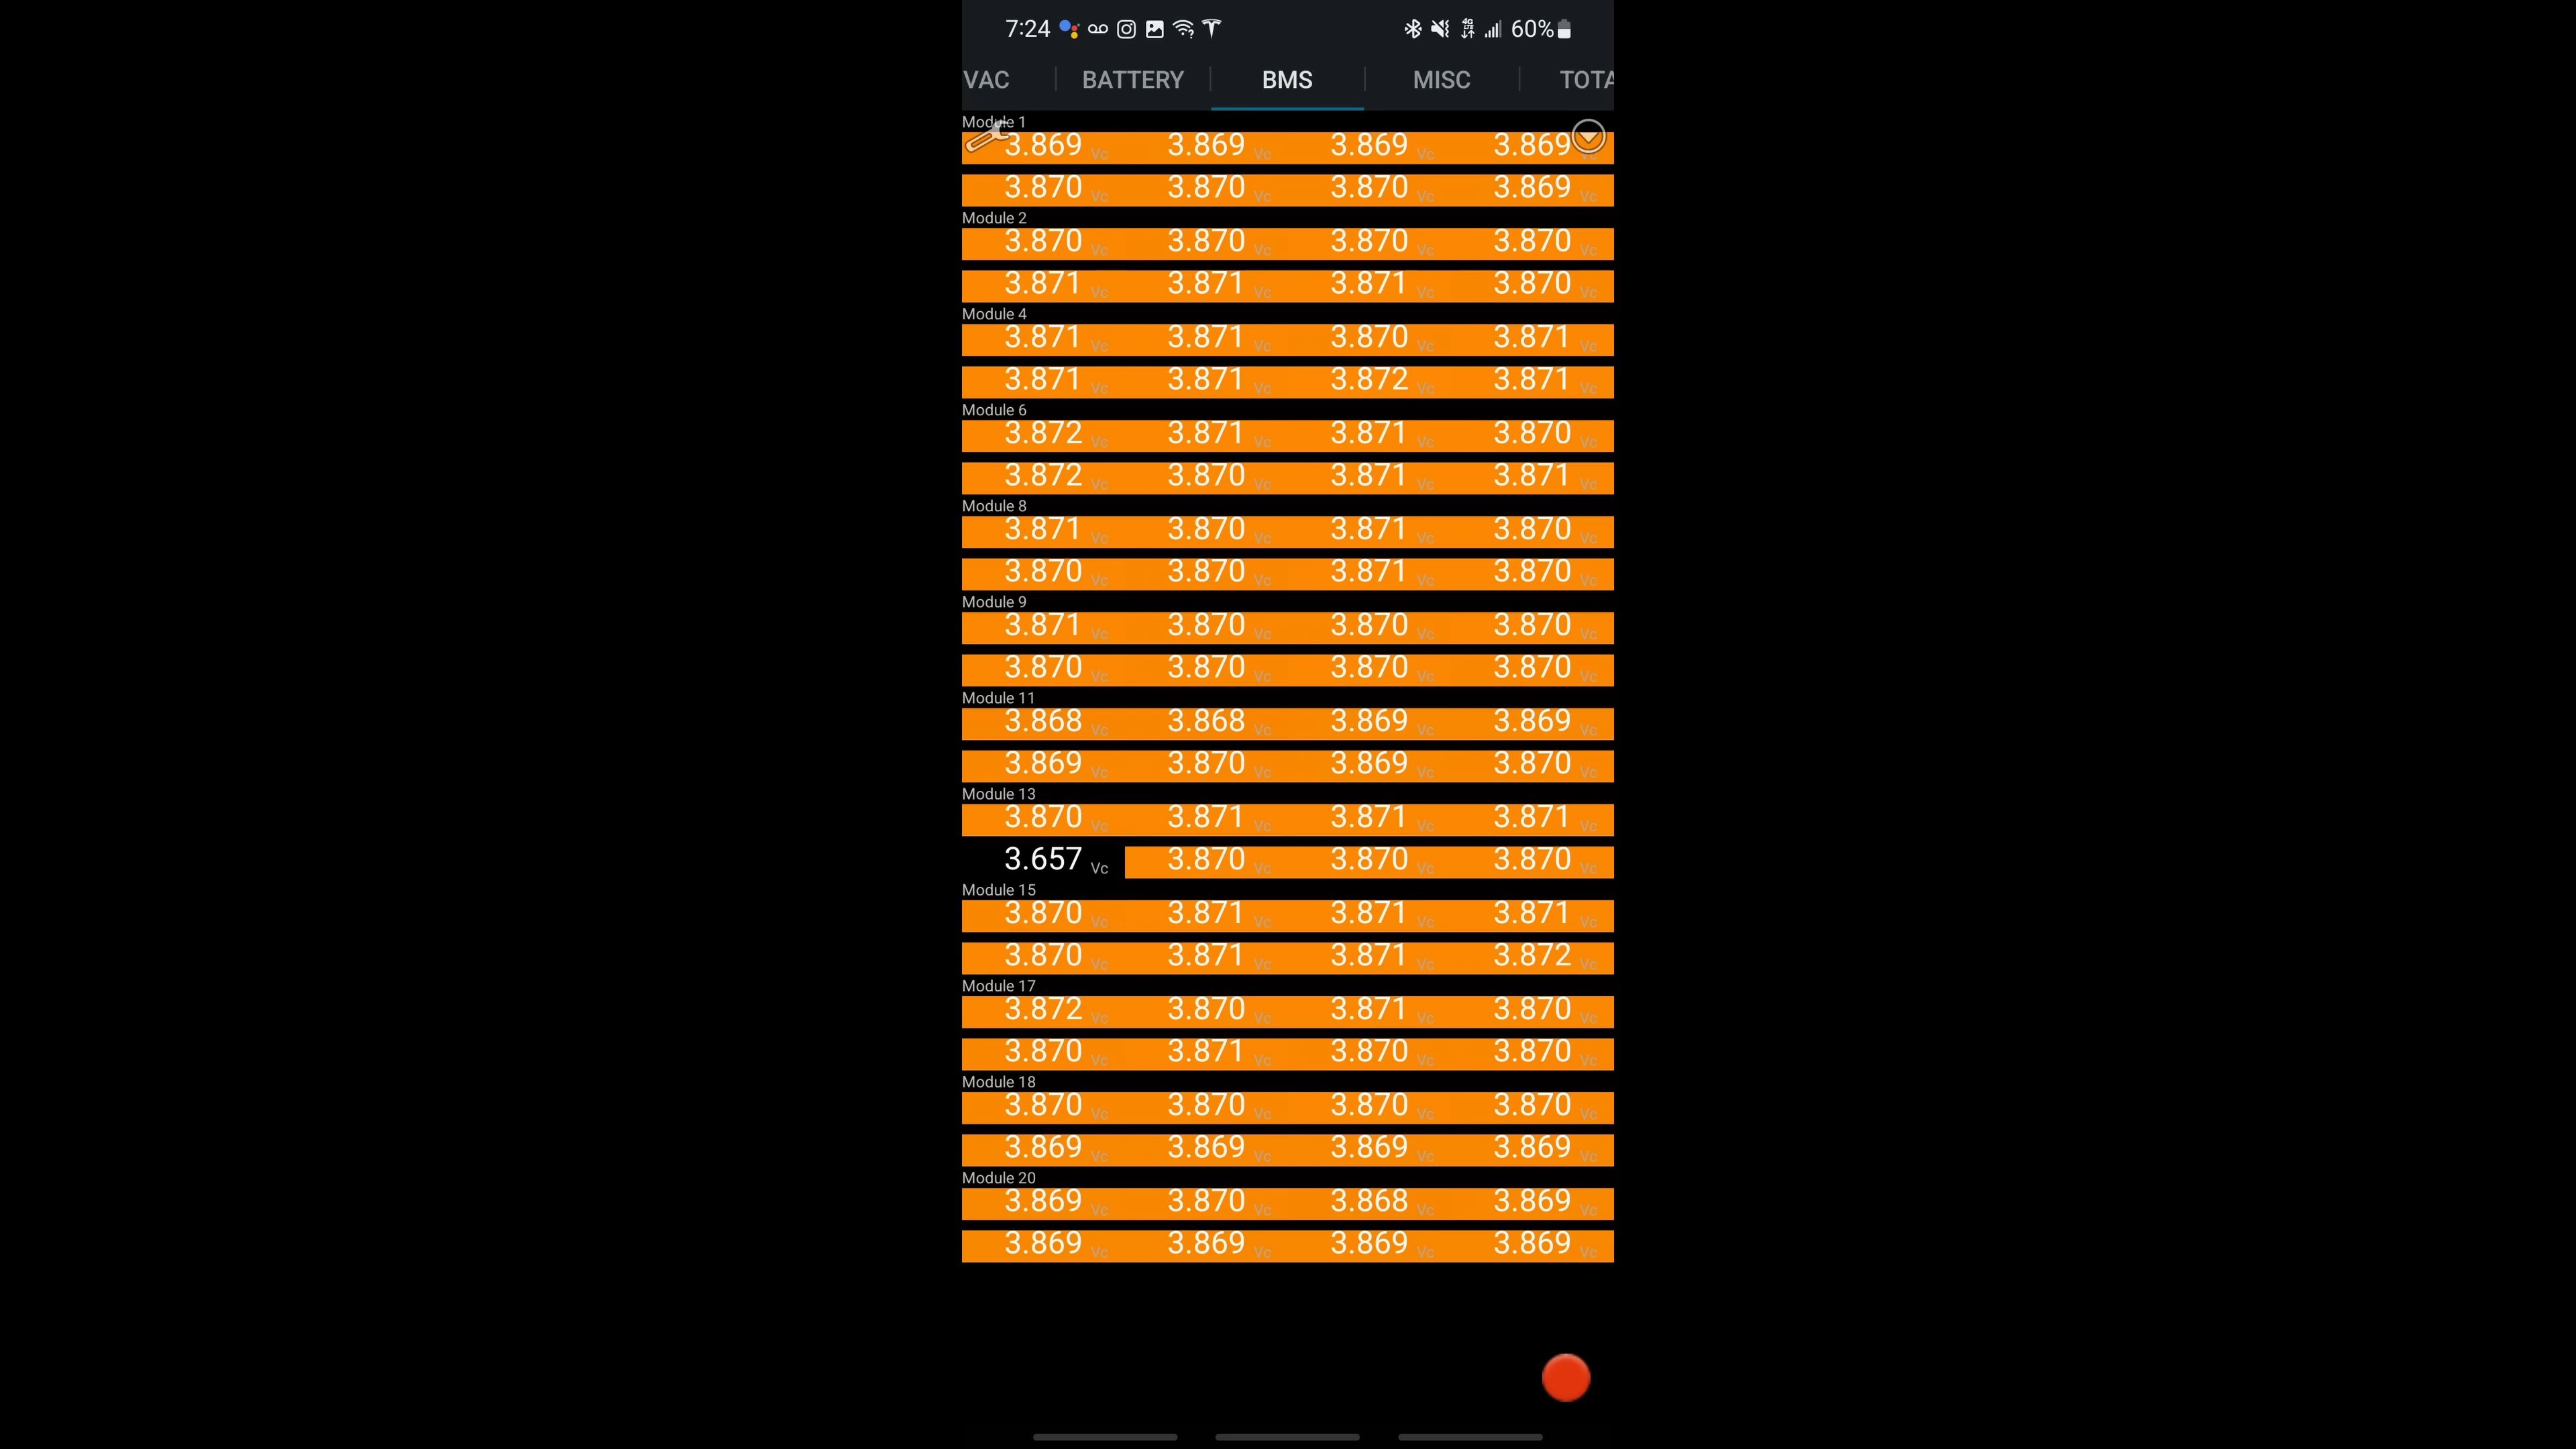 7:24 60%
VAC BATTERY BMS MISC TOTA
Module 1
3.869 Vc 3.869 Vc 3.869 Vc 3.869 Vc
3.870 Vc 3.870 Vc 3.870 Vc 3.869 Vc
Module 2
3.870 Vc 3.870 Vc 3.870 Vc 3.870 Vc
3.871 Vc 3.871 Vc 3.871 Vc 3.870 Vc
Module 4
3.871 Vc 3.871 Vc 3.870 Vc 3.871 Vc
3.871 Vc 3.871 Vc 3.872 Vc 3.871 Vc
Module 6
3.872 Vc 3.871 Vc 3.871 Vc 3.870 Vc
3.872 Vc 3.870 Vc 3.871 Vc 3.871 Vc
Module 8
3.871 Vc 3.870 Vc 3.871 Vc 3.870 Vc
3.870 Vc 3.870 Vc 3.871 Vc 3.870 Vc
Module 9
3.871 Vc 3.870 Vc 3.870 Vc 3.870 Vc
3.870 Vc 3.870 Vc 3.870 Vc 3.870 Vc
Module 11
3.868 Vc 3.868 Vc 3.869 Vc 3.869 Vc
3.869 Vc 3.870 Vc 3.869 Vc 3.870 Vc
Module 13
3.870 Vc 3.871 Vc 3.871 Vc 3.871 Vc
3.657 Vc 3.870 Vc 3.870 Vc 3.870 Vc
Module 15
3.870 Vc 3.871 Vc 3.871 Vc 3.871 Vc
3.870 Vc 3.871 Vc 3.871 Vc 3.872 Vc
Module 17
3.872 Vc 3.870 Vc 3.871 Vc 3.870 Vc
3.870 Vc 3.871 Vc 3.870 Vc 3.870 Vc
Module 18
3.870 Vc 3.870 Vc 3.870 Vc 3.870 Vc
3.869 Vc 3.869 Vc 3.869 Vc 3.869 Vc
Module 20
3.869 Vc 3.870 Vc 3.868 Vc 3.869 Vc
3.869 Vc 3.869 Vc 3.869 Vc 3.869 Vc